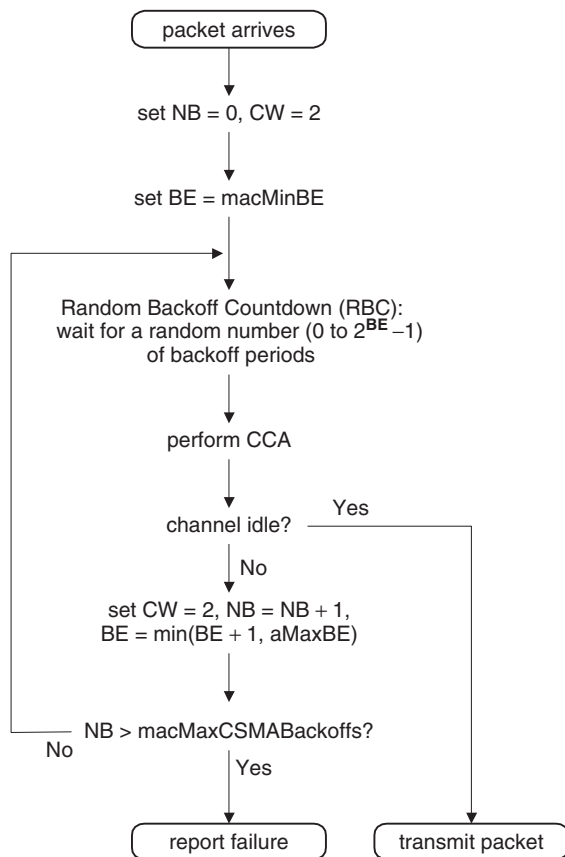 packet arrives
set NB = 0, CW = 2
set BE = macMinBE
Random Backoff Countdown (RBC):
wait for a random number (0 to 2^BE −1)
of backoff periods
perform CCA
channel idle?
Yes
No
set CW = 2, NB = NB + 1,
BE = min(BE + 1, aMaxBE)
NB > macMaxCSMABackoffs?
No
Yes
report failure
transmit packet